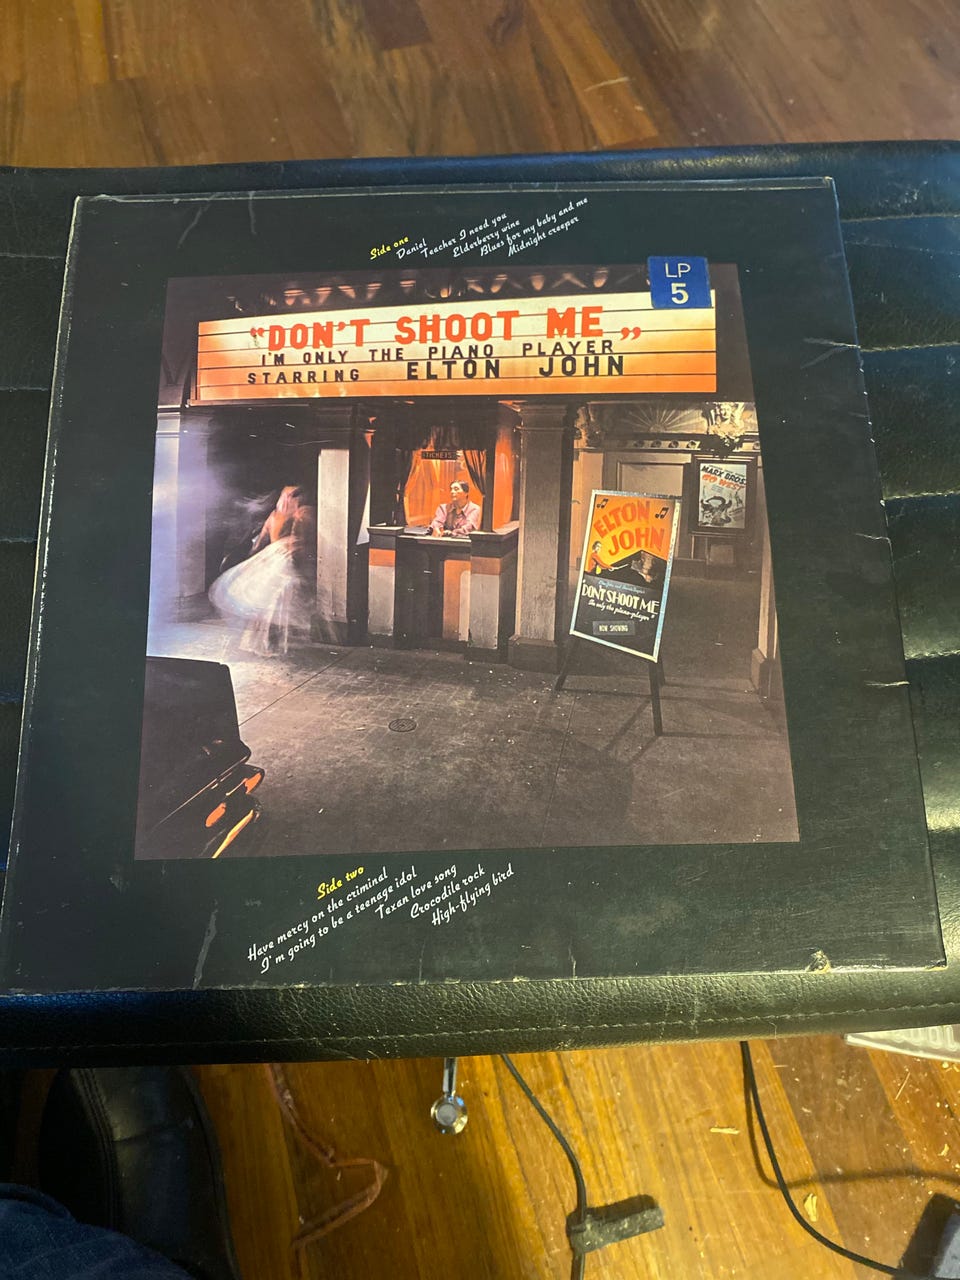 Side one
Daniel
Teacher I need you
Elderberry wine
Blues for my baby and me
Midnight creeper
LP
5
"DON'T SHOOT ME„
I'M ONLY THE PIANO PLAYER
STARRING ELTON JOHN
TICKETS
MARX BROS
GO WEST
ELTON
JOHN
DON'T SHOOT ME
I'm only the piano-player"
NOW SHOWING
Side two
Have mercy on the criminal
I'm going to be a teenage idol
Texan love song
Crocodile rock
High-flying bird